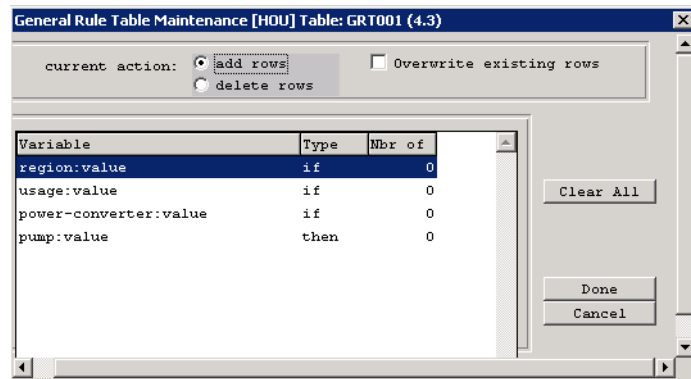 General Rule Table Maintenance [HOU] Table: GRT001 (4.3)
current action: add rows Overwrite existing rows
delete rows
Variable Type Nbr of
region:value if 0
usage:value if 0
Clear All
power-converter:value if 0
pump:value then 0
Done
Cancel